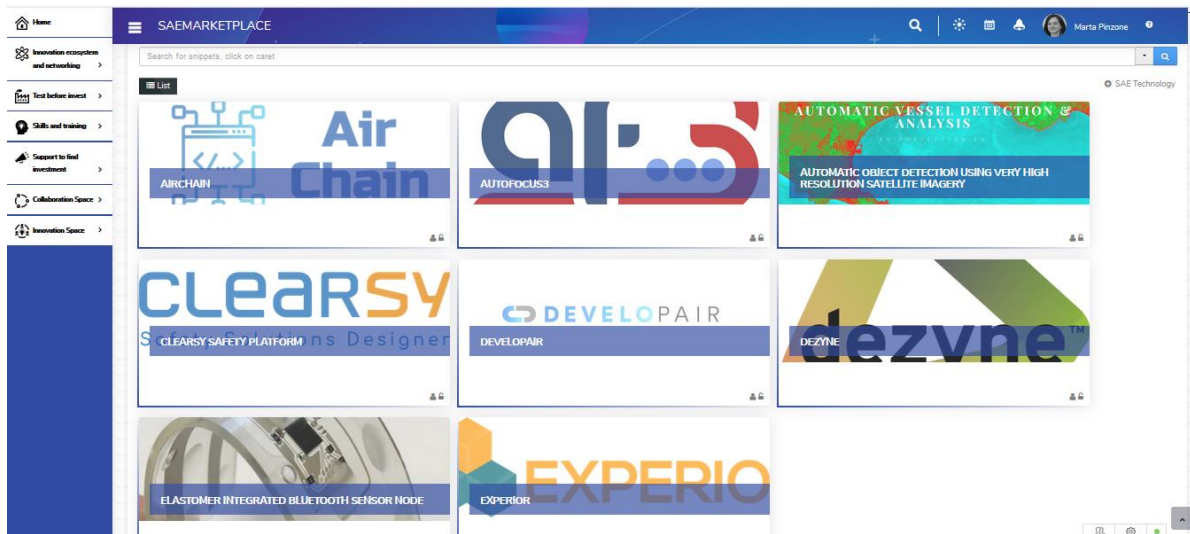 Home
Innovation ecosystem
and networking >
Test before invest >
Skills and training >
Support to find
investment >
Collaboration Space >
Innovation Space >
SAEMARKETPLACE
Marta Pinzone
Search for snippets, click on caret
List
SAE Technology
Air
Chain
AIRCHAIN
AF3
AUTOFOCUS3
AUTOMATIC VESSEL DETECTION &
ANALYSIS
AUTOMATIC OBJECT DETECTION USING VERY HIGH
RESOLUTION SATELLITE IMAGERY
CLeaRSY
Designer
CLEARSY SAFETY PLATFORM
DEVELOPAIR
DEVELOPAIR
dezyne™
DEZYNE
ELASTOMER INTEGRATED BLUETOOTH SENSOR NODE
EXPERIO
EXPERIOR